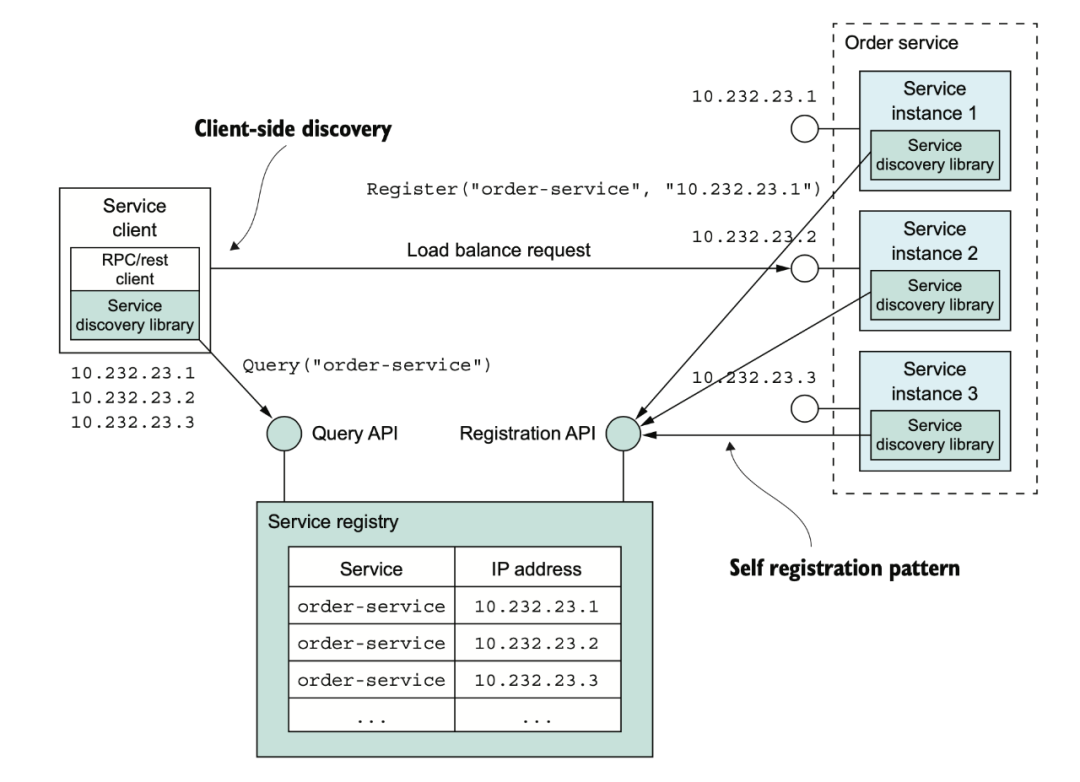 Order service
10.232.23.1
Service
instance 1
Service
discovery library
Client-side discovery
Register("order-service", "10.232.23.1")
Service
client
RPC/rest
client
Service
discovery library
10.232.23.1
10.232.23.2
10.232.23.3
Load balance request
10.232.23.2
Service
instance 2
Service
discovery library
Query("order-service")
10.232.23.3
Service
instance 3
Service
discovery library
Query API
Registration API
Self registration pattern
Service registry
Service IP address
order-service 10.232.23.1
order-service 10.232.23.2
order-service 10.232.23.3
... ...